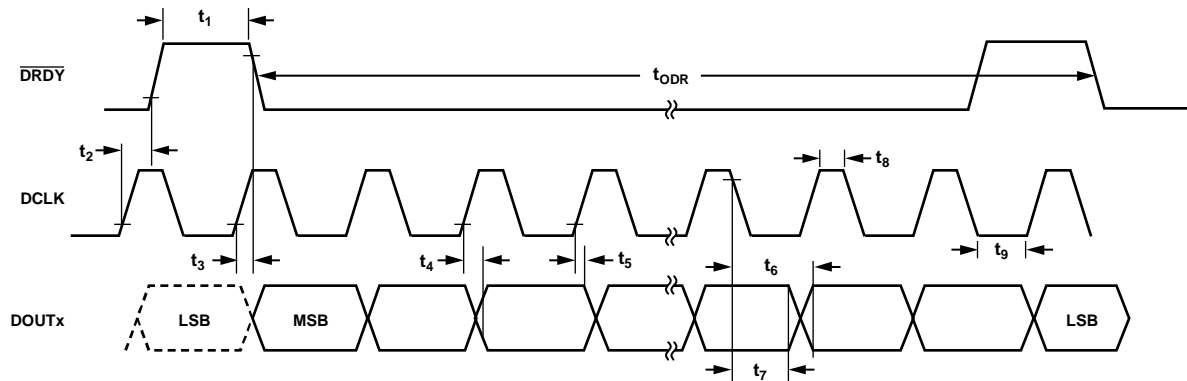 t1
DRDY
tODR
t2
t8
DCLK
t3
t4
t5
t6
t9
DOUTx
LSB
MSB
LSB
t7